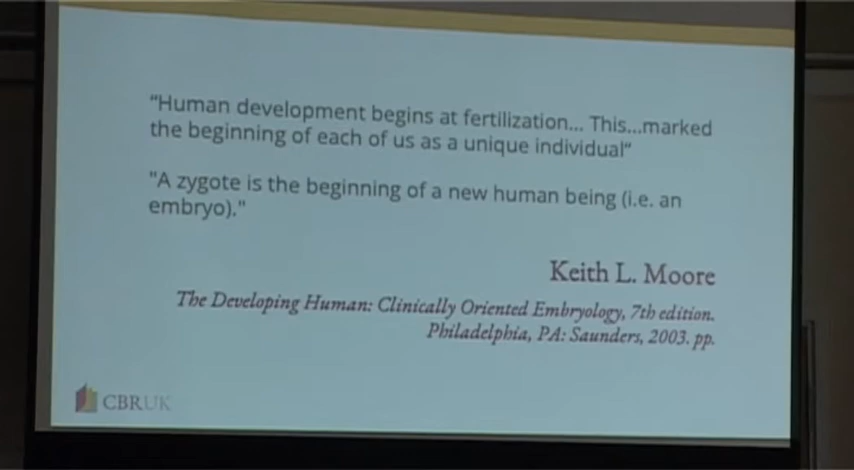 “Human development begins at fertilization... This...marked
the beginning of each of us as a unique individual”
"A zygote is the beginning of a new human being (i.e. an
embryo)."
Keith L. Moore
The Developing Human: Clinically Oriented Embryology, 7th edition.
Philadelphia, PA: Saunders, 2003. pp.
CBRUK